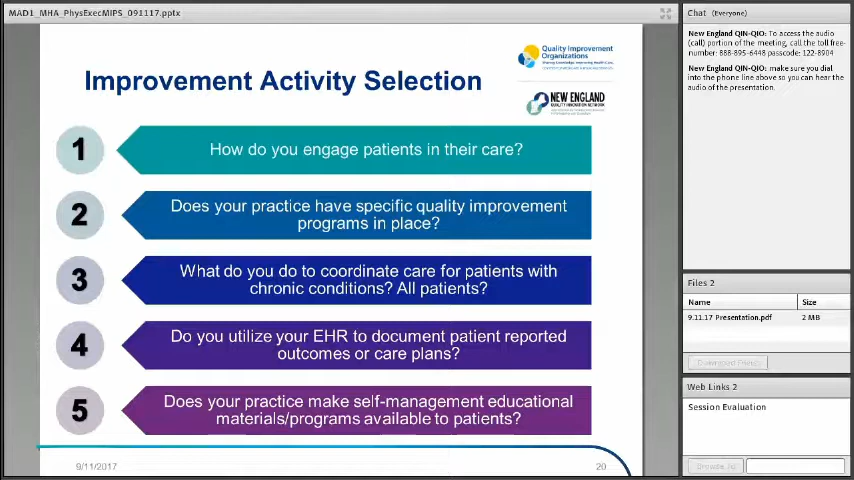 MAD1_MHA_PhysExecMIPS_091117.pptx
Improvement Activity Selection
Quality Improvement
Organizations
NEW ENGLAND
1
How do you engage patients in their care?
2
Does your practice have specific quality improvement
programs in place?
3
What do you do to coordinate care for patients with
chronic conditions? All patients?
4
Do you utilize your EHR to document patient reported
outcomes or care plans?
5
Does your practice make self-management educational
materials/programs available to patients?
9/11/2017
20
Chat (Everyone)
New England QIN-QIO: To access the audio
(call) portion of the meeting, call the toll free-
number: 888-895-6448 passcode: 122-8904
New England QIN-QIO: make sure you dial
into the phone line above so you can hear the
audio of the presentation.
Files 2
Name
Size
9.11.17 Presentation.pdf
2 MB
Web Links 2
Session Evaluation
Browse To